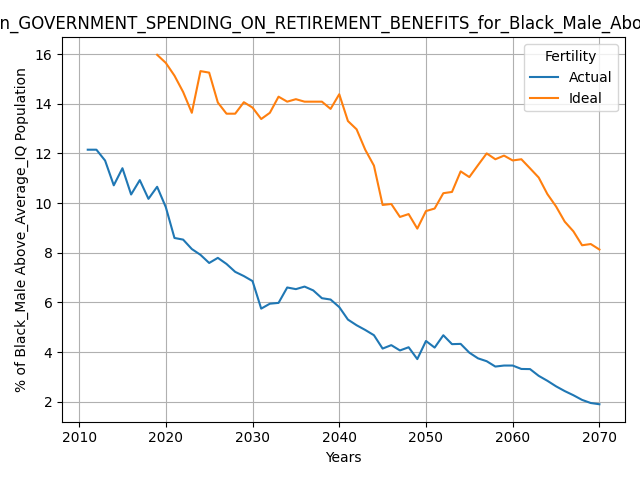 n_GOVERNMENT_SPENDING_ON_RETIREMENT_BENEFITS_for_Black_Male_Abo
% of Black_Male Above_Average_IQ Population
16
14
12
10
8
6
4
2
Fertility
Actual
Ideal
2010 2020 2030 2040 2050 2060 2070
Years